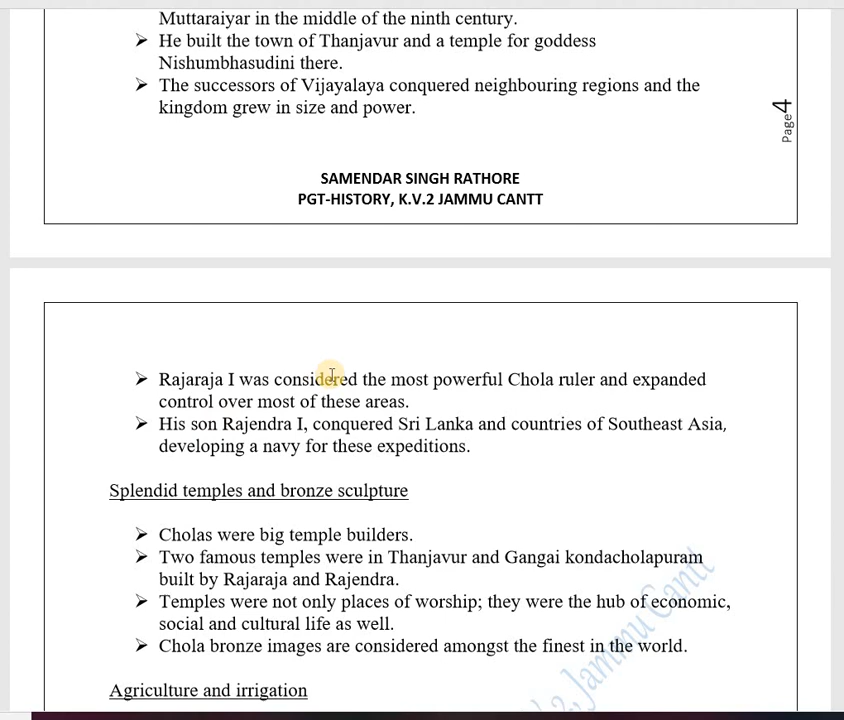 Muttaraiyar in the middle of the ninth century.
➢ He built the town of Thanjavur and a temple for goddess
Nishumbhasudini there.
➢ The successors of Vijayalaya conquered neighbouring regions and the
kingdom grew in size and power.
Page4
SAMENDAR SINGH RATHORE
PGT-HISTORY, K.V.2 JAMMU CANTT
➢ Rajaraja I was considered the most powerful Chola ruler and expanded
control over most of these areas.
➢ His son Rajendra I, conquered Sri Lanka and countries of Southeast Asia,
developing a navy for these expeditions.
Splendid temples and bronze sculpture
➢ Cholas were big temple builders.
➢ Two famous temples were in Thanjavur and Gangai kondacholapuram
built by Rajaraja and Rajendra.
➢ Temples were not only places of worship; they were the hub of economic,
social and cultural life as well.
➢ Chola bronze images are considered amongst the finest in the world.
Agriculture and irrigation
2 Jammu Cantt